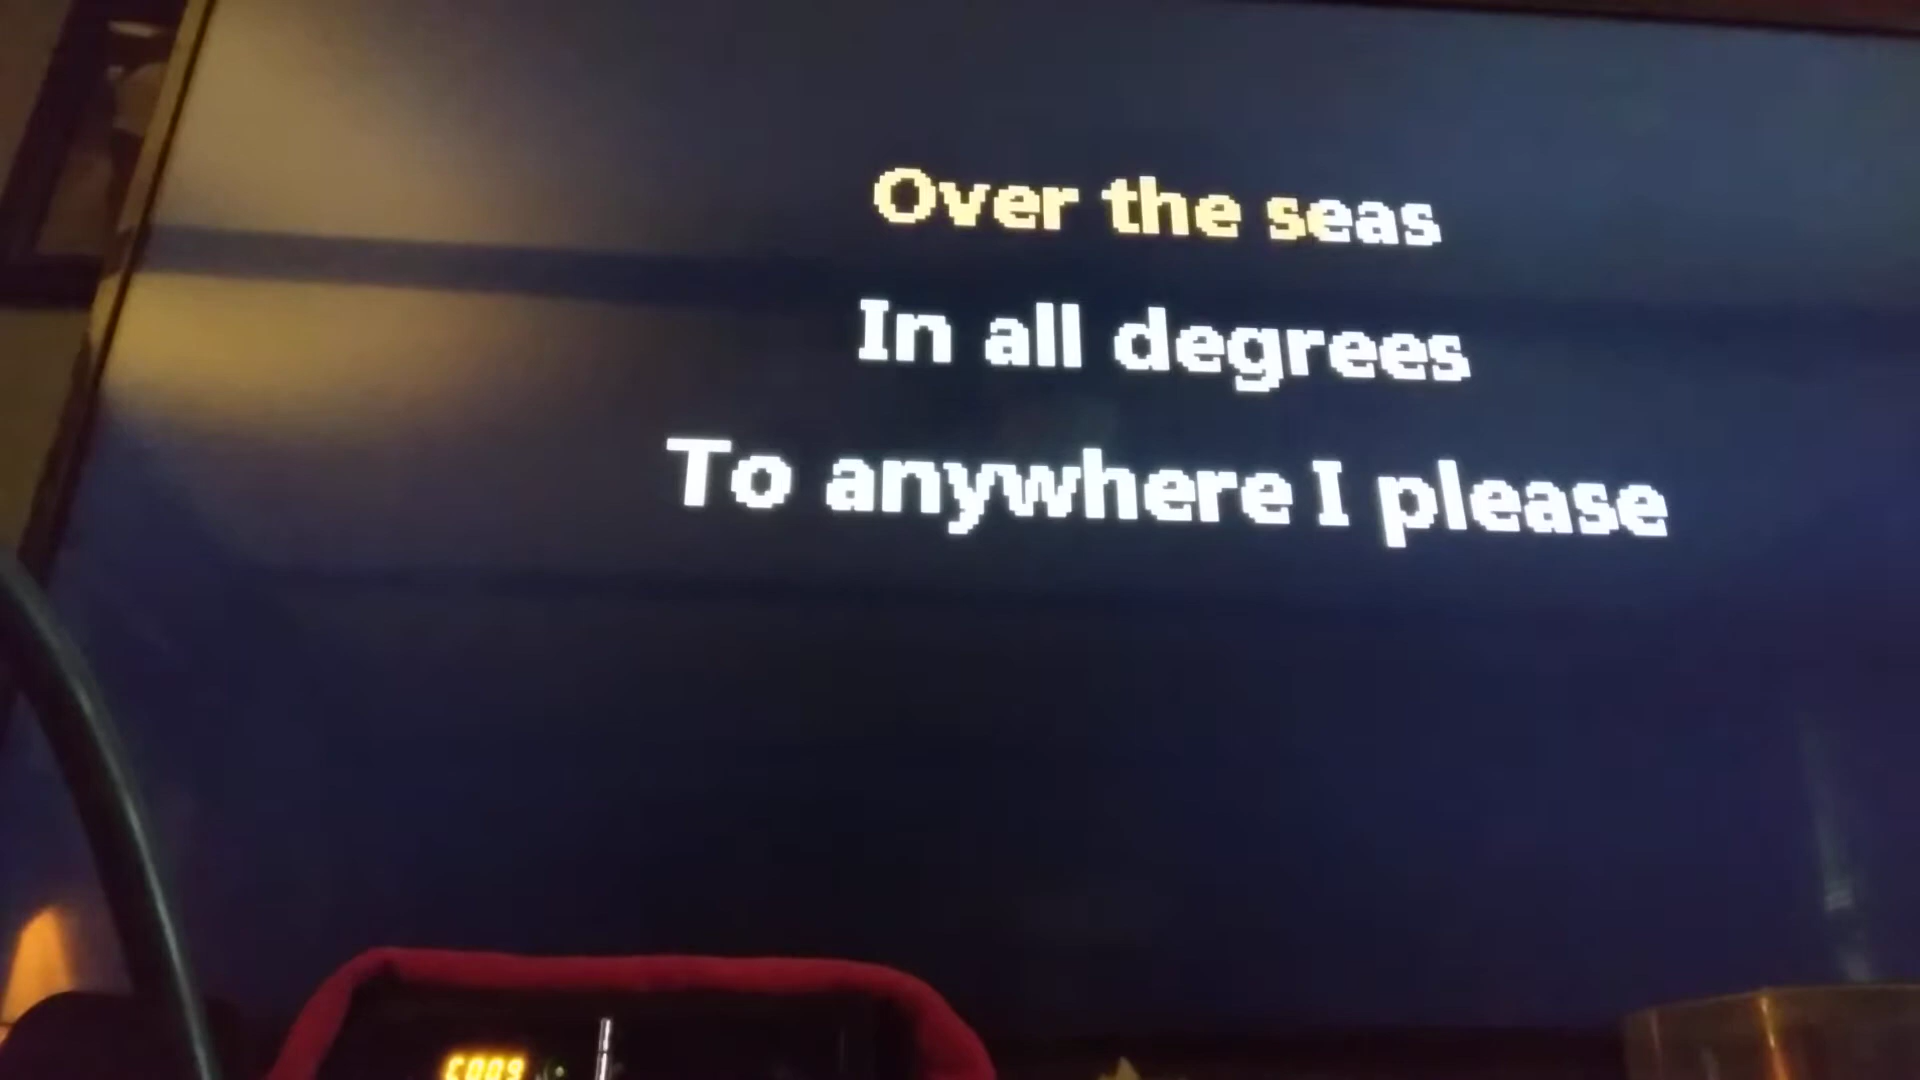 Over the seas
In all degrees
To anywhere I please